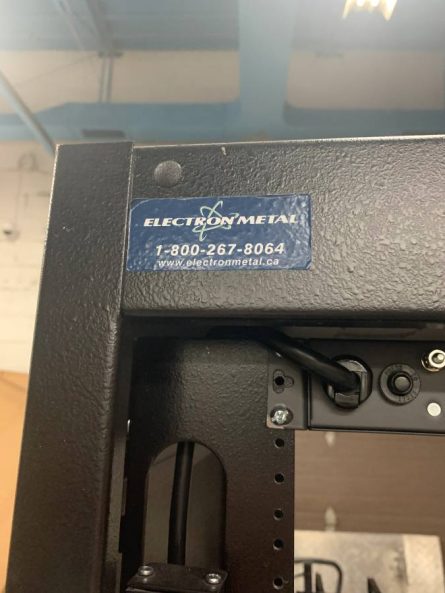 ELECTRON METAL
1-800-267-8064
www.electronmetal.ca